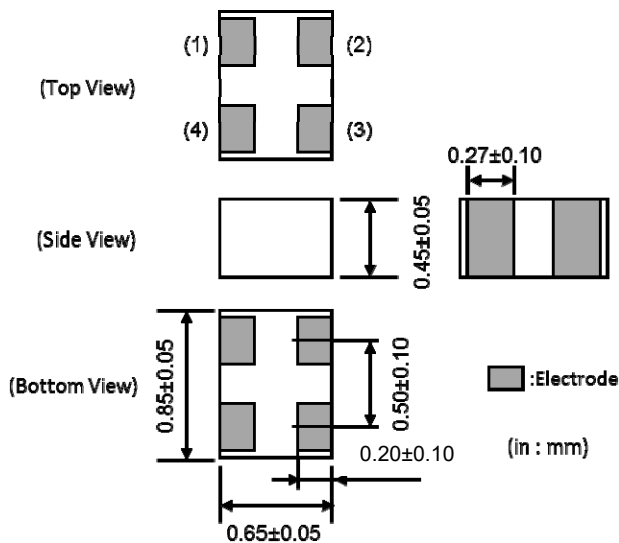 (1)
(2)
(Top View)
(4)
(3)
0.27±0.10
(Side View)
0.45±0.05
(Bottom View)
0.85±0.05
0.50±0.10
:Electrode
0.20±0.10
(in : mm)
0.65±0.05